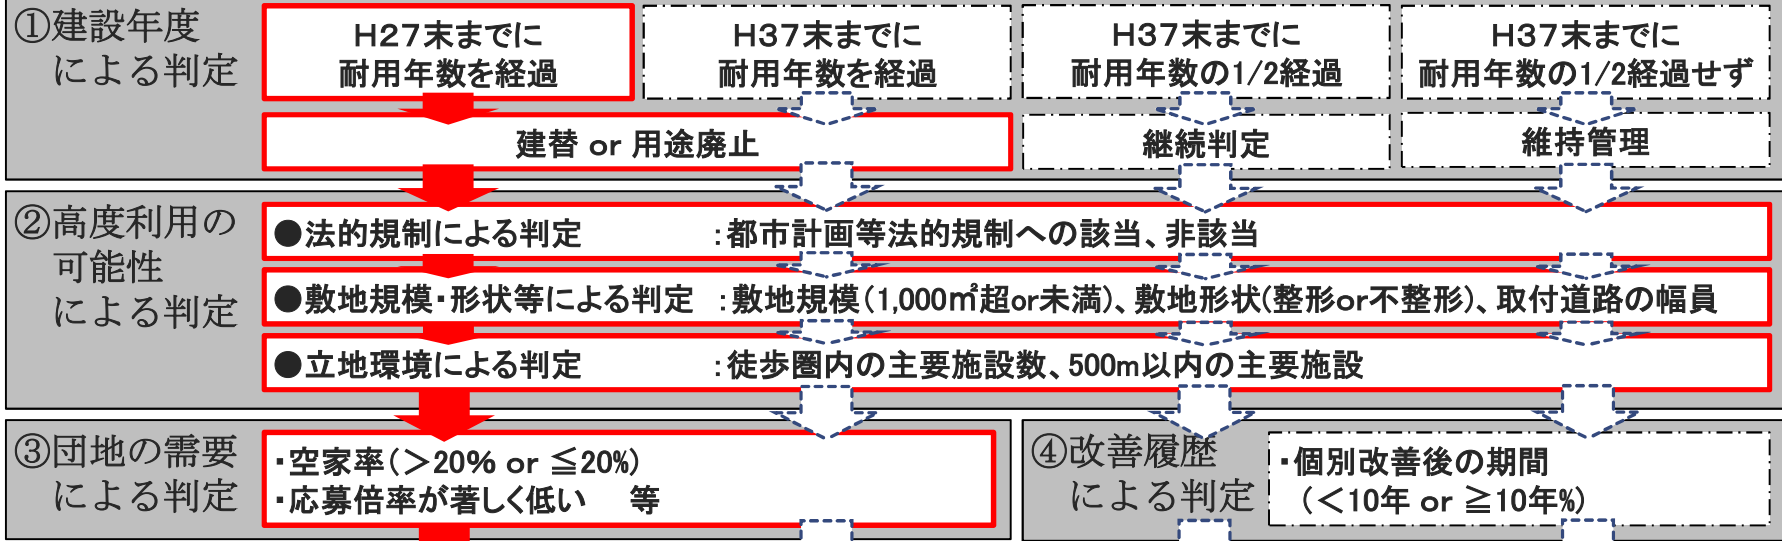 ①建設年度
による判定
H27末までに
耐用年数を経過
H37末までに
耐用年数を経過
H37末までに
耐用年数の1/2経過
H37末までに
耐用年数の1/2経過せず
建替 or 用途廃止
継続判定
維持管理
②高度利用の
可能性
による判定
●法的規制による判定　　　　：都市計画等法的規制への該当、非該当
●敷地規模・形状等による判定　：敷地規模(1,000㎡超or未満)、敷地形状(整形or不整形)、取付道路の幅員
●立地環境による判定　　　　：徒歩圏内の主要施設数、500m以内の主要施設
③団地の需要
による判定
・空家率(＞20% or ≦20%)
・応募倍率が著しく低い　等
④改善履歴
による判定
・個別改善後の期間
(＜10年 or ≧10年%)